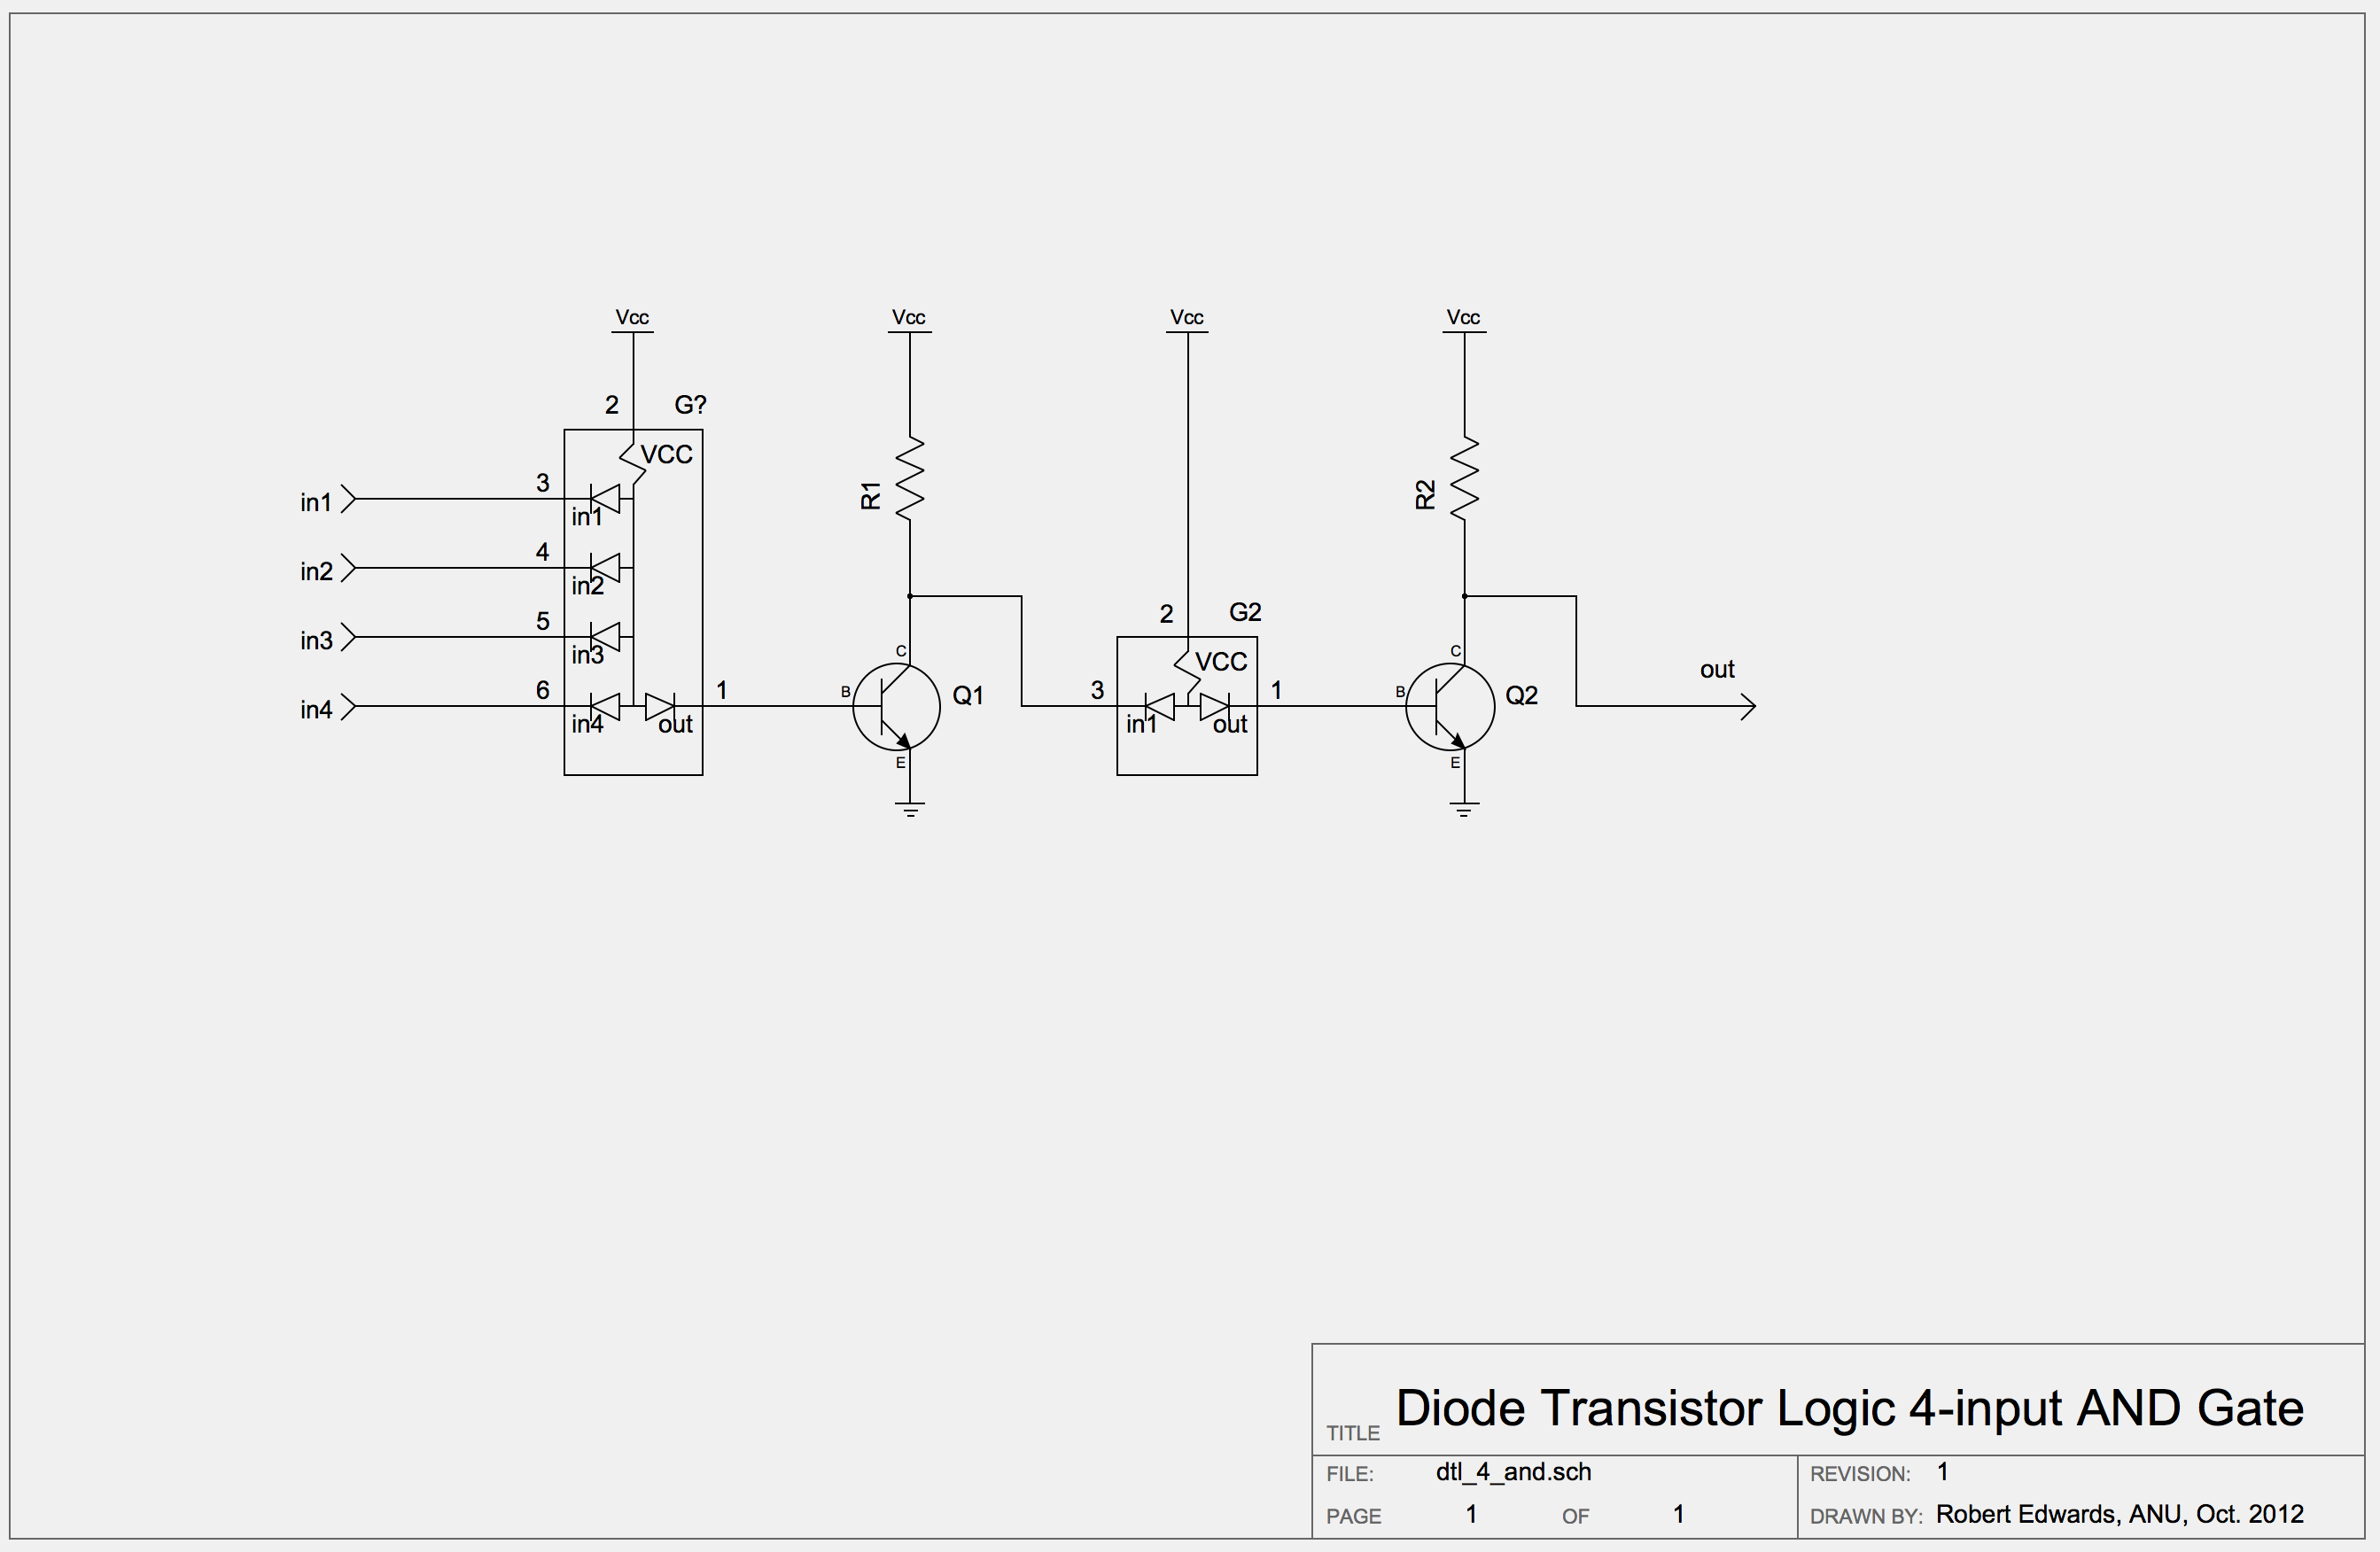 Vcc
Vcc
Vcc
Vcc
2 G?
VCC
in1 3
in1
R1
R2
in2 4
in2
in3 5
in3
in4 6
in4 out 1
B C E Q1
2 G2
VCC
3 in1 out 1
B C E Q2
out
TITLE Diode Transistor Logic 4-input AND Gate
FILE: dtl_4_and.sch
REVISION: 1
PAGE 1 OF 1
DRAWN BY: Robert Edwards, ANU, Oct. 2012